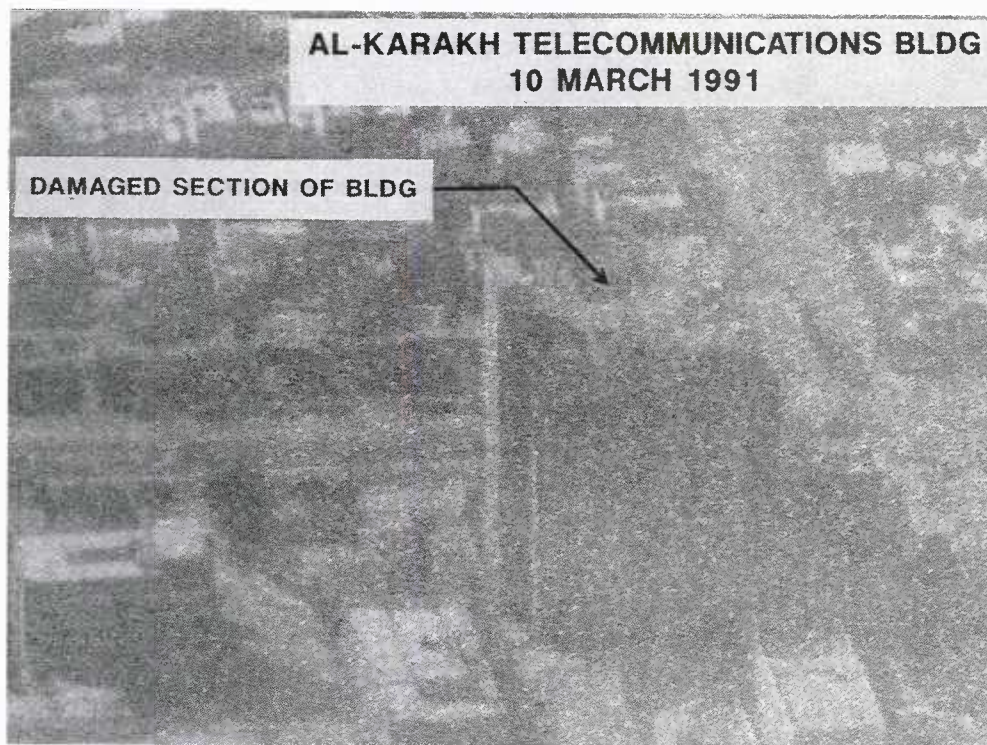 AL-KARAKH TELECOMMUNICATIONS BLDG
10 MARCH 1991
DAMAGED SECTION OF BLDG